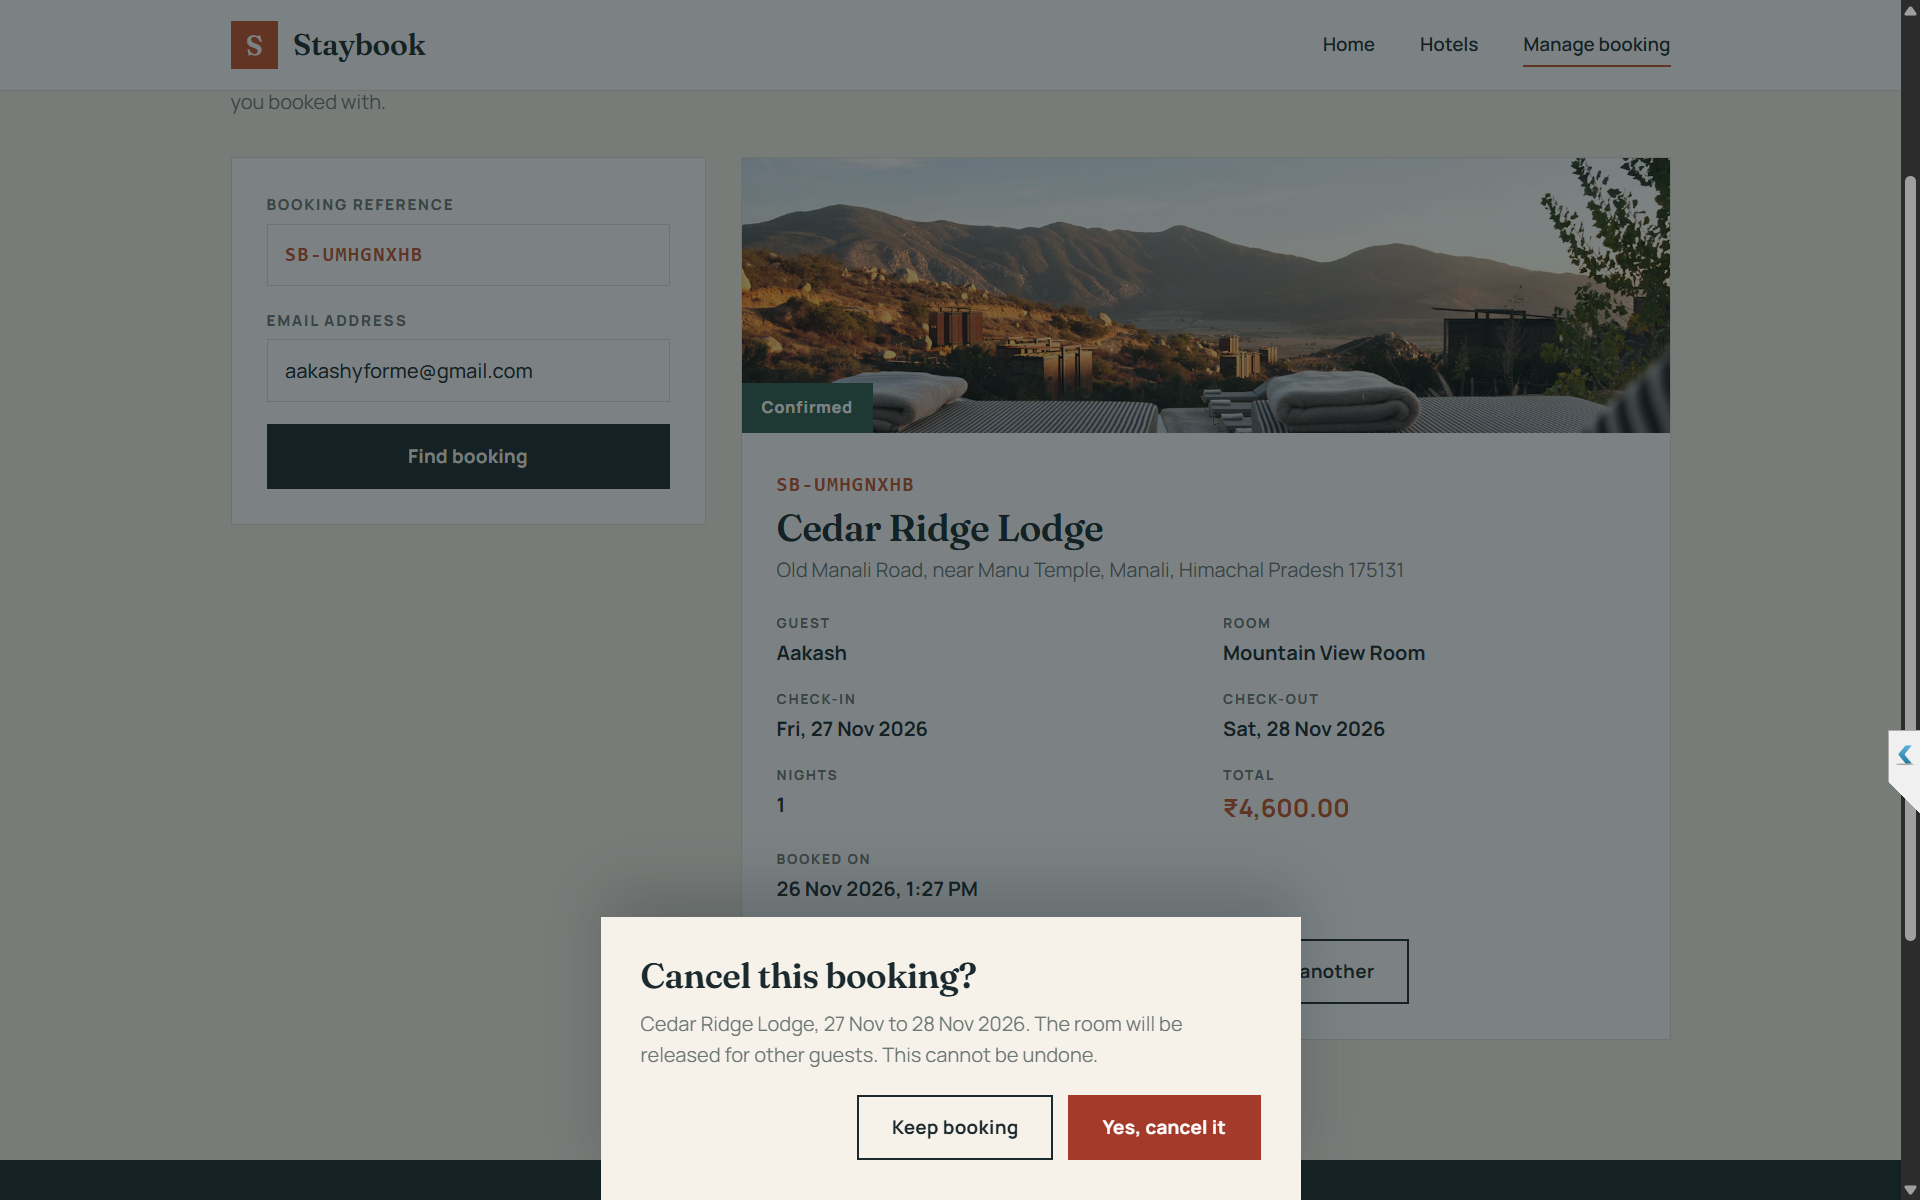 S Staybook
Home Hotels Manage booking
you booked with.
BOOKING REFERENCE
SB-UMHGNXHB
EMAIL ADDRESS
aakashyforme@gmail.com
Find booking
Confirmed
SB-UMHGNXHB
Cedar Ridge Lodge
Old Manali Road, near Manu Temple, Manali, Himachal Pradesh 175131
GUEST
Aakash
ROOM
Mountain View Room
CHECK-IN
Fri, 27 Nov 2026
CHECK-OUT
Sat, 28 Nov 2026
NIGHTS
1
TOTAL
₹4,600.00
BOOKED ON
26 Nov 2026, 1:27 PM
another
Cancel this booking?
Cedar Ridge Lodge, 27 Nov to 28 Nov 2026. The room will be
released for other guests. This cannot be undone.
Keep booking
Yes, cancel it